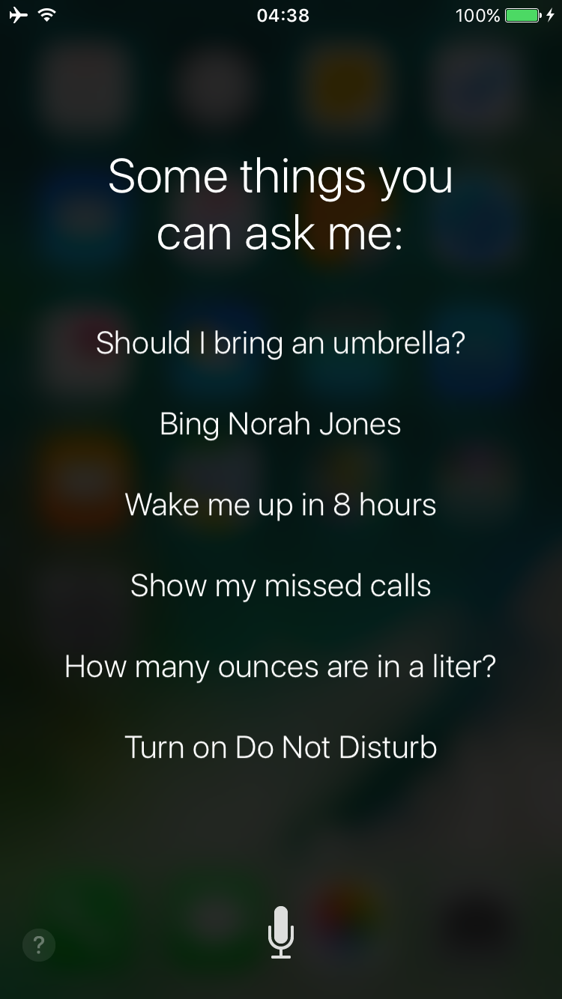 04:38
100%
Some things you
can ask me:
Should I bring an umbrella?
Bing Norah Jones
Wake me up in 8 hours
Show my missed calls
How many ounces are in a liter?
Turn on Do Not Disturb
?